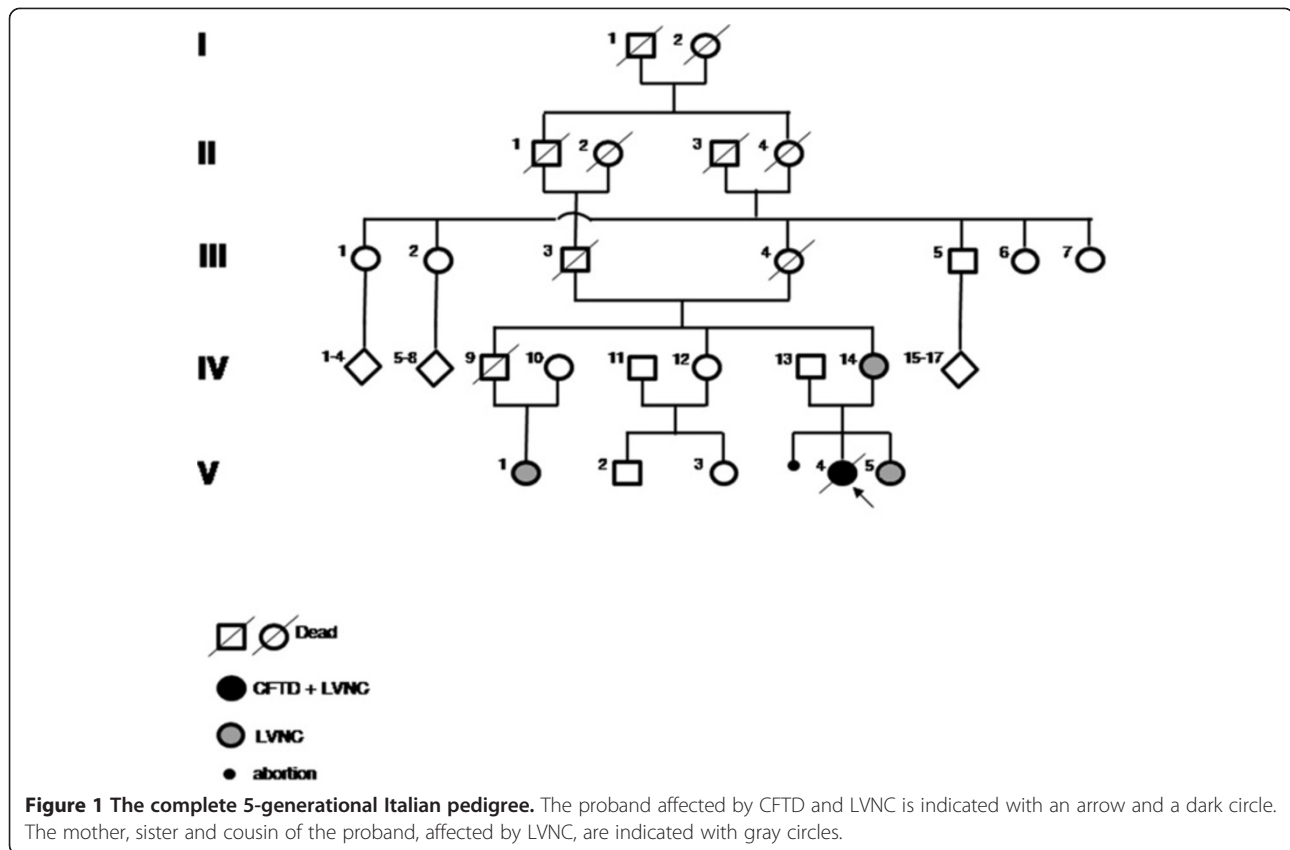 I
1 2
II
1 2 3 4
III
1 2 3 4 5 6 7
IV
1-4 5-8 9 10 11 12 13 14 15-17
V
1 2 3 4 5
Dead
CFTD + LVNC
LVNC
abortion
Figure 1 The complete 5-generational Italian pedigree. The proband affected by CFTD and LVNC is indicated with an arrow and a dark circle.
The mother, sister and cousin of the proband, affected by LVNC, are indicated with gray circles.